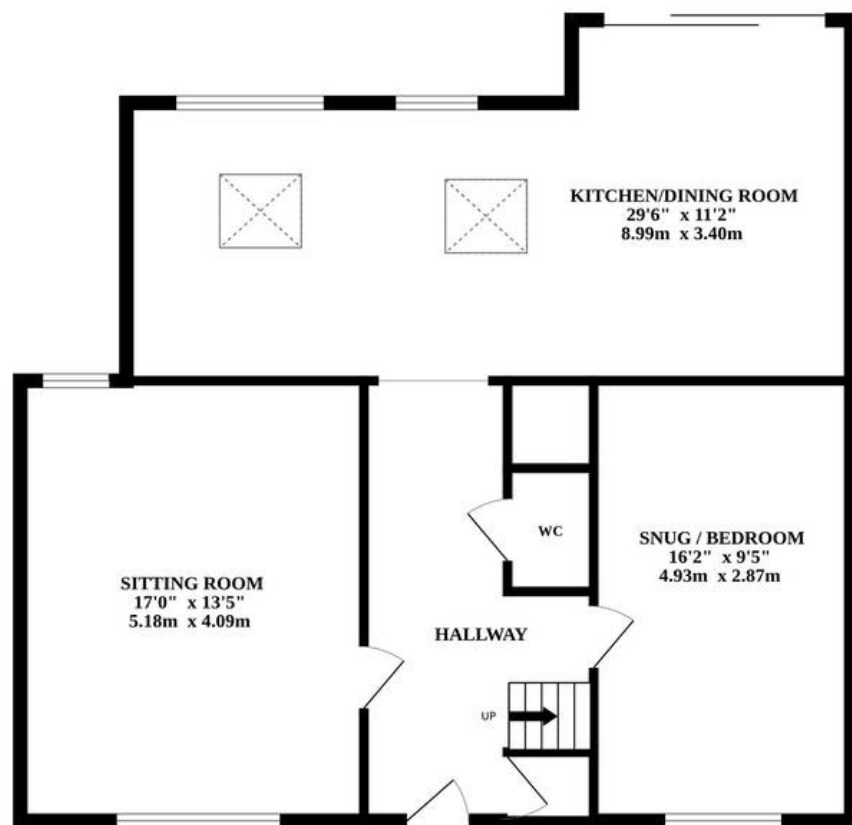 KITCHEN/DINING ROOM
29'6" x 11'2"
8.99m x 3.40m
WC
SNUG / BEDROOM
16'2" x 9'5"
4.93m x 2.87m
SITTING ROOM
17'0" x 13'5"
5.18m x 4.09m
HALLWAY
UP